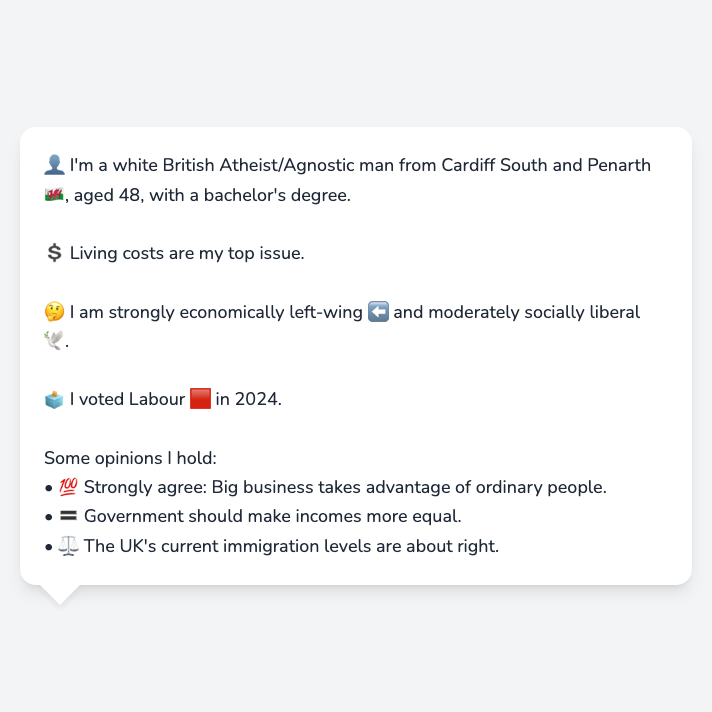 👤 I'm a white British Atheist/Agnostic man from Cardiff South and Penarth
🏴󠁧󠁢󠁷󠁬󠁳󠁿, aged 48, with a bachelor's degree.
💲 Living costs are my top issue.
🤔 I am strongly economically left-wing ⬅️ and moderately socially liberal
🕊️.
🗳️ I voted Labour 🟥 in 2024.
Some opinions I hold:
• 💯 Strongly agree: Big business takes advantage of ordinary people.
• 🟰 Government should make incomes more equal.
• ⚖️ The UK's current immigration levels are about right.